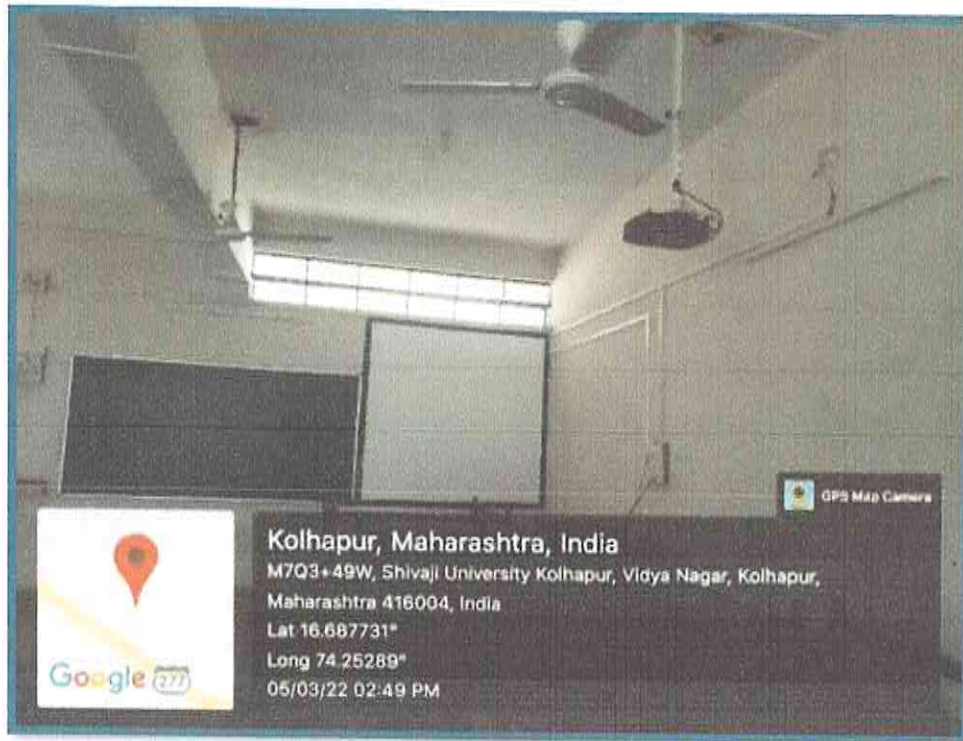 GPS Map Camera
Kolhapur, Maharashtra, India
M7Q3+49W, Shivaji University Kolhapur, Vidya Nagar, Kolhapur,
Maharashtra 416004, India
Lat 16.687731°
Long 74.25289°
05/03/22 02:49 PM
Google
277